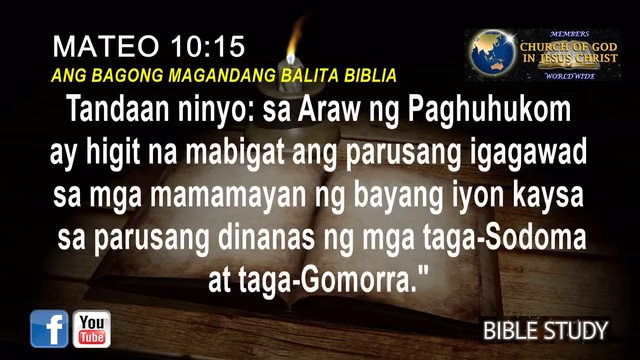 MATEO 10:15
ANG BAGONG MAGANDANG BALITA BIBLIA
MEMBERS
CHURCH OF GOD
IN JESUS CHRIST
WORLDWIDE
Tandaan ninyo: sa Araw ng Paghuhukom
ay higit na mabigat ang parusang igagawad
sa mga mamamayan ng bayang iyon kaysa
sa parusang dinanas ng mga taga-Sodoma
at taga-Gomorra."
f
You
Tube
BIBLE STUDY